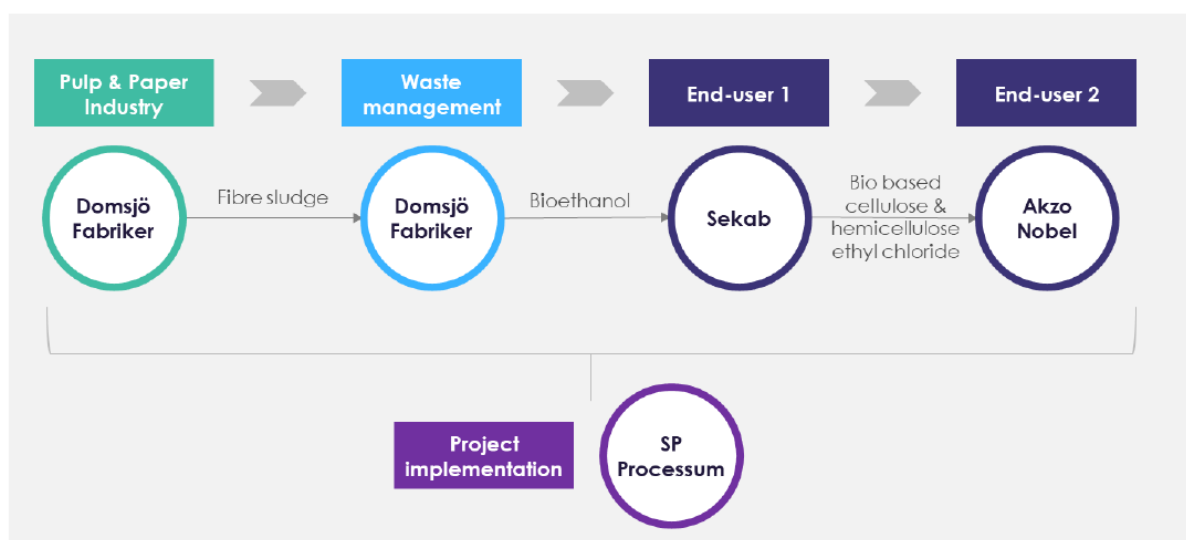 Pulp & Paper
Industry
Waste
management
End-user 1
End-user 2
Domsjö
Fabriker
Fibre sludge
Domsjö
Fabriker
Bioethanol
Sekab
Bio based
cellulose &
hemicellulose
ethyl chloride
Akzo
Nobel
Project
implementation
SP
Processum